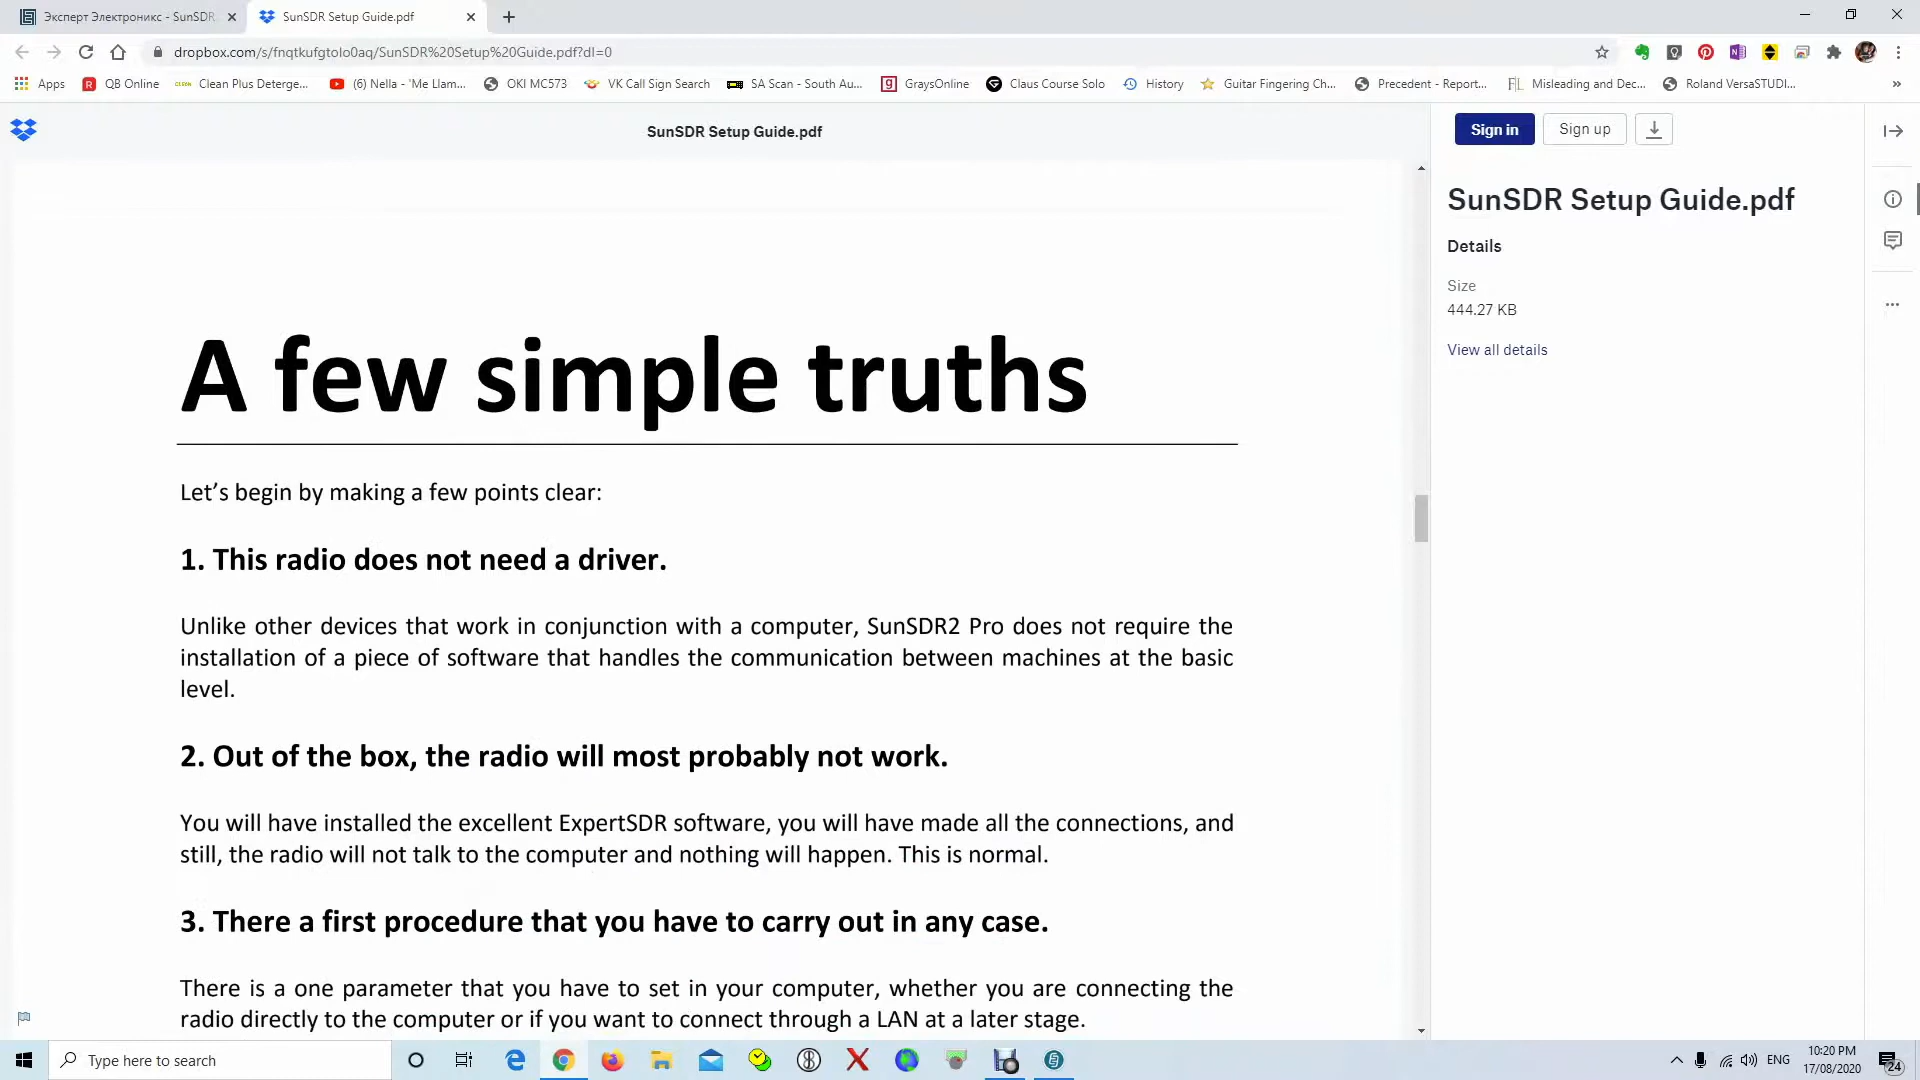 Эксперт Электроникс - SunSDR
SunSDR Setup Guide.pdf
dropbox.com/s/fnqtkufgtolo0aq/SunSDR%20Setup%20Guide.pdf?dl=0
Apps
QB Online
Clean Plus Deterge...
(6) Nella - 'Me Llam...
OKI MC573
VK Call Sign Search
SA Scan - South Au...
GraysOnline
Claus Course Solo
History
Guitar Fingering Ch...
Precedent - Report...
Misleading and Dec...
Roland VersaSTUDI...
SunSDR Setup Guide.pdf
Sign in
Sign up
SunSDR Setup Guide.pdf
Details
Size
444.27 KB
View all details
A few simple truths
Let's begin by making a few points clear:
1. This radio does not need a driver.
Unlike other devices that work in conjunction with a computer, SunSDR2 Pro does not require the
installation of a piece of software that handles the communication between machines at the basic
level.
2. Out of the box, the radio will most probably not work.
You will have installed the excellent ExpertSDR software, you will have made all the connections, and
still, the radio will not talk to the computer and nothing will happen. This is normal.
3. There a first procedure that you have to carry out in any case.
There is a one parameter that you have to set in your computer, whether you are connecting the
radio directly to the computer or if you want to connect through a LAN at a later stage.
Type here to search
ENG
10:20 PM
17/08/2020
24